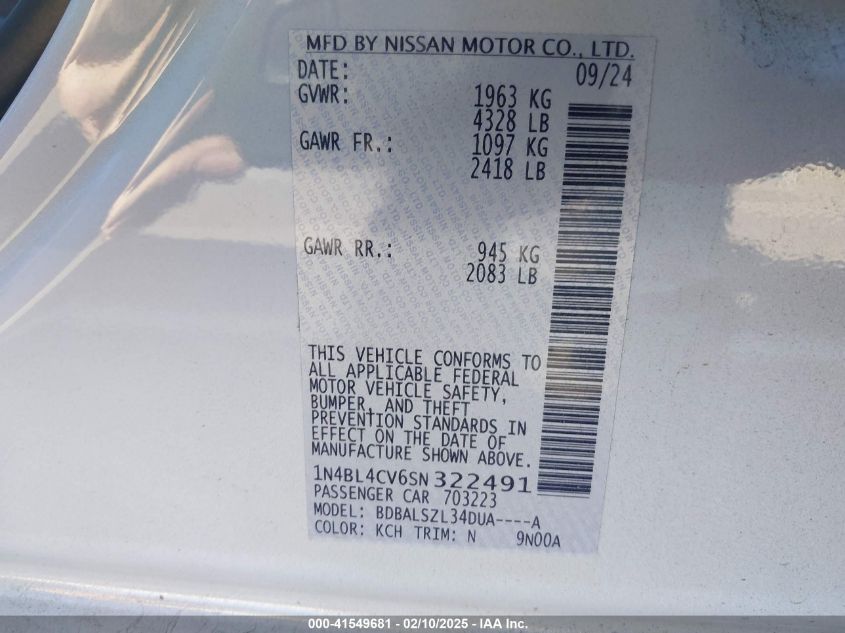 MFD BY NISSAN MOTOR CO., LTD.
DATE: 09/24
GVWR: 1963 KG
4328 LB
GAWR FR.: 1097 KG
2418 LB
GAWR RR.: 945 KG
2083 LB
THIS VEHICLE CONFORMS TO
ALL APPLICABLE FEDERAL
MOTOR VEHICLE SAFETY,
BUMPER, AND THEFT
PREVENTION STANDARDS IN
EFFECT ON THE DATE OF
MANUFACTURE SHOWN ABOVE.
1N4BL4CV6SN322491
PASSENGER CAR 703223
MODEL: BDBALSZL34DUA----A
COLOR: KCH TRIM: N 9N00A
000-41549681 - 02/10/2025 - IAA Inc.